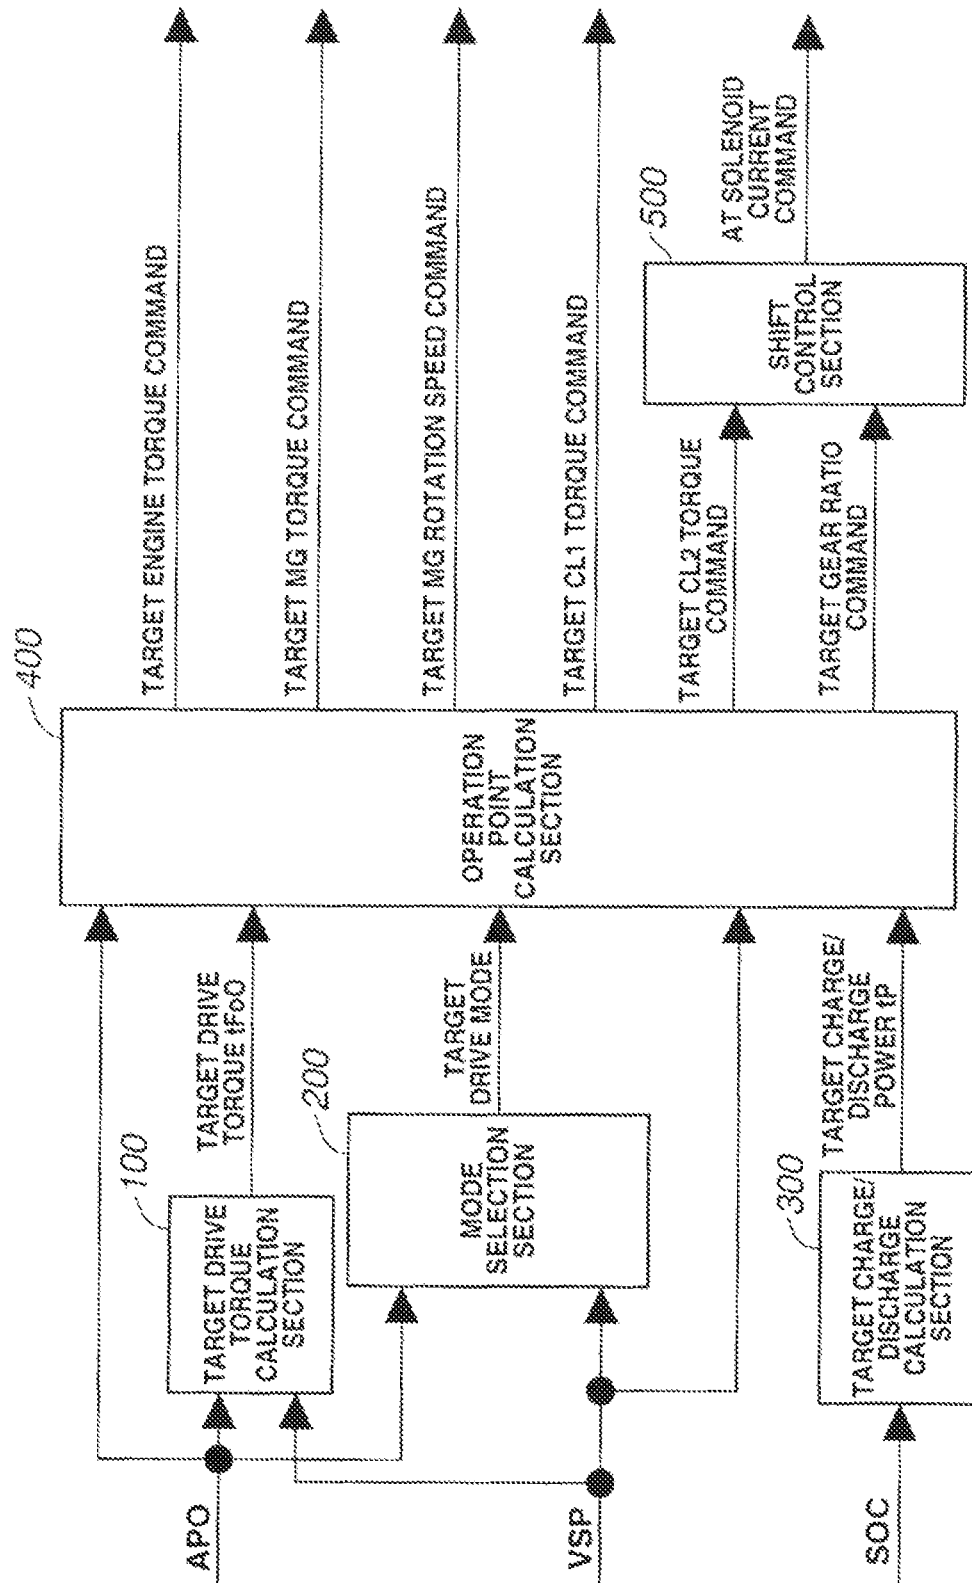 APO
VSP
SOC
100
TARGET DRIVE
TORQUE
CALCULATION
SECTION
TARGET DRIVE
TORQUE tFoO
200
MODE
SELECTION
SECTION
TARGET
DRIVE MODE
300
TARGET CHARGE/
DISCHARGE
CALCULATION
SECTION
TARGET CHARGE/
DISCHARGE
POWER tP
400
OPERATION
POINT
CALCULATION
SECTION
TARGET ENGINE TORQUE COMMAND
TARGET MG TORQUE COMMAND
TARGET MG ROTATION SPEED COMMAND
TARGET CL1 TORQUE COMMAND
TARGET CL2 TORQUE
COMMAND
TARGET GEAR RATIO
COMMAND
500
SHIFT
CONTROL
SECTION
AT SOLENOID
CURRENT
COMMAND